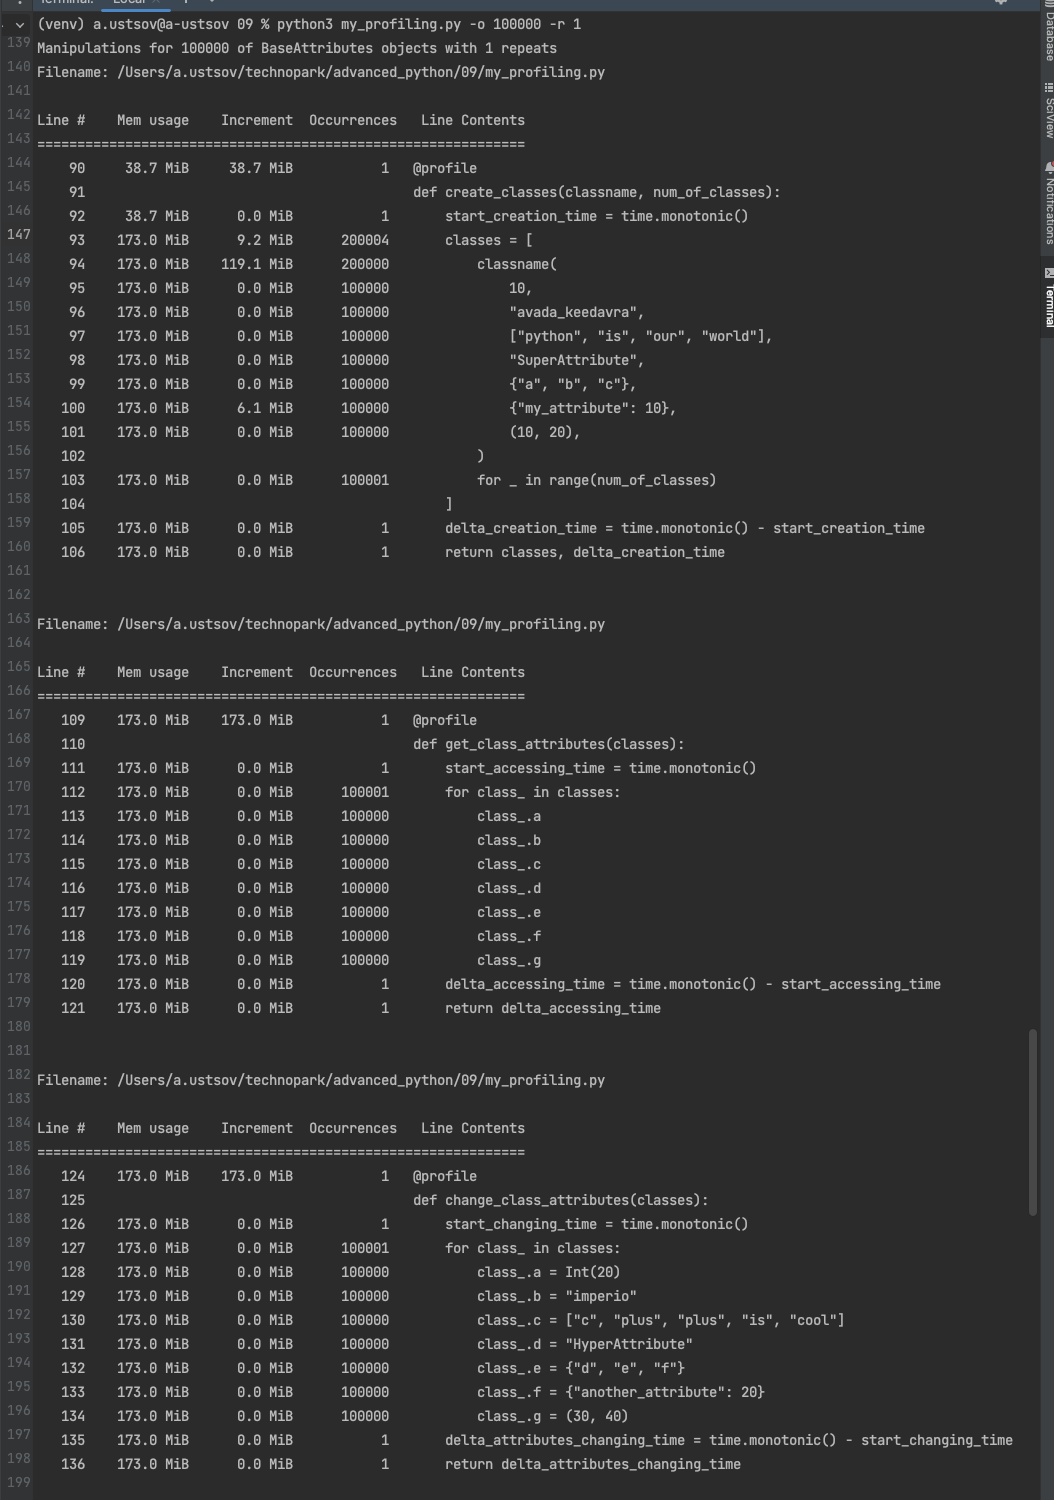 Terminal: Local × +
(venv) a.ustsov@a-ustsov 09 % python3 my_profiling.py -o 100000 -r 1
139 Manipulations for 100000 of BaseAttributes objects with 1 repeats
140 Filename: /Users/a.ustsov/technopark/advanced_python/09/my_profiling.py
141
142 Line #    Mem usage    Increment  Occurrences   Line Contents
143 =============================================================
144    90     38.7 MiB     38.7 MiB           1   @profile
145    91                                         def create_classes(classname, num_of_classes):
146    92     38.7 MiB      0.0 MiB           1       start_creation_time = time.monotonic()
147    93    173.0 MiB      9.2 MiB      200004       classes = [
148    94    173.0 MiB    119.1 MiB      200000           classname(
149    95    173.0 MiB      0.0 MiB      100000               10,
150    96    173.0 MiB      0.0 MiB      100000               "avada_keedavra",
151    97    173.0 MiB      0.0 MiB      100000               ["python", "is", "our", "world"],
152    98    173.0 MiB      0.0 MiB      100000               "SuperAttribute",
153    99    173.0 MiB      0.0 MiB      100000               {"a", "b", "c"},
154   100    173.0 MiB      6.1 MiB      100000               {"my_attribute": 10},
155   101    173.0 MiB      0.0 MiB      100000               (10, 20),
156   102                                                 )
157   103    173.0 MiB      0.0 MiB      100001           for _ in range(num_of_classes)
158   104                                             ]
159   105    173.0 MiB      0.0 MiB           1       delta_creation_time = time.monotonic() - start_creation_time
160   106    173.0 MiB      0.0 MiB           1       return classes, delta_creation_time
161
162
163 Filename: /Users/a.ustsov/technopark/advanced_python/09/my_profiling.py
164
165 Line #    Mem usage    Increment  Occurrences   Line Contents
166 =============================================================
167   109    173.0 MiB    173.0 MiB           1   @profile
168   110                                         def get_class_attributes(classes):
169   111    173.0 MiB      0.0 MiB           1       start_accessing_time = time.monotonic()
170   112    173.0 MiB      0.0 MiB      100001       for class_ in classes:
171   113    173.0 MiB      0.0 MiB      100000           class_.a
172   114    173.0 MiB      0.0 MiB      100000           class_.b
173   115    173.0 MiB      0.0 MiB      100000           class_.c
174   116    173.0 MiB      0.0 MiB      100000           class_.d
175   117    173.0 MiB      0.0 MiB      100000           class_.e
176   118    173.0 MiB      0.0 MiB      100000           class_.f
177   119    173.0 MiB      0.0 MiB      100000           class_.g
178   120    173.0 MiB      0.0 MiB           1       delta_accessing_time = time.monotonic() - start_accessing_time
179   121    173.0 MiB      0.0 MiB           1       return delta_accessing_time
180
181
182 Filename: /Users/a.ustsov/technopark/advanced_python/09/my_profiling.py
183
184 Line #    Mem usage    Increment  Occurrences   Line Contents
185 =============================================================
186   124    173.0 MiB    173.0 MiB           1   @profile
187   125                                         def change_class_attributes(classes):
188   126    173.0 MiB      0.0 MiB           1       start_changing_time = time.monotonic()
189   127    173.0 MiB      0.0 MiB      100001       for class_ in classes:
190   128    173.0 MiB      0.0 MiB      100000           class_.a = Int(20)
191   129    173.0 MiB      0.0 MiB      100000           class_.b = "imperio"
192   130    173.0 MiB      0.0 MiB      100000           class_.c = ["c", "plus", "plus", "is", "cool"]
193   131    173.0 MiB      0.0 MiB      100000           class_.d = "HyperAttribute"
194   132    173.0 MiB      0.0 MiB      100000           class_.e = {"d", "e", "f"}
195   133    173.0 MiB      0.0 MiB      100000           class_.f = {"another_attribute": 20}
196   134    173.0 MiB      0.0 MiB      100000           class_.g = (30, 40)
197   135    173.0 MiB      0.0 MiB           1       delta_attributes_changing_time = time.monotonic() - start_changing_time
198   136    173.0 MiB      0.0 MiB           1       return delta_attributes_changing_time
199
Database
SciView
Notifications
Terminal